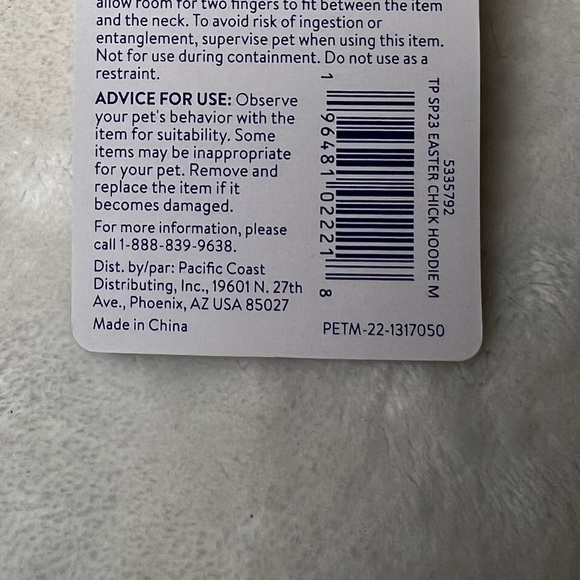 allow room for two fingers to fit between the item
and the neck. To avoid risk of ingestion or
entanglement, supervise pet when using this item.
Not for use during containment. Do not use as a
restraint.
ADVICE FOR USE: Observe
your pet's behavior with the
item for suitability. Some
items may be inappropriate
for your pet. Remove and
replace the item if it
becomes damaged.
For more information, please
call 1-888-839-9638.
Dist. by/par: Pacific Coast
Distributing, Inc., 19601 N. 27th
Ave., Phoenix, AZ USA 85027
Made in China
1 96481 02221 8
5335792
TP SP23 EASTER CHICK HOODIE M
PETM-22-1317050